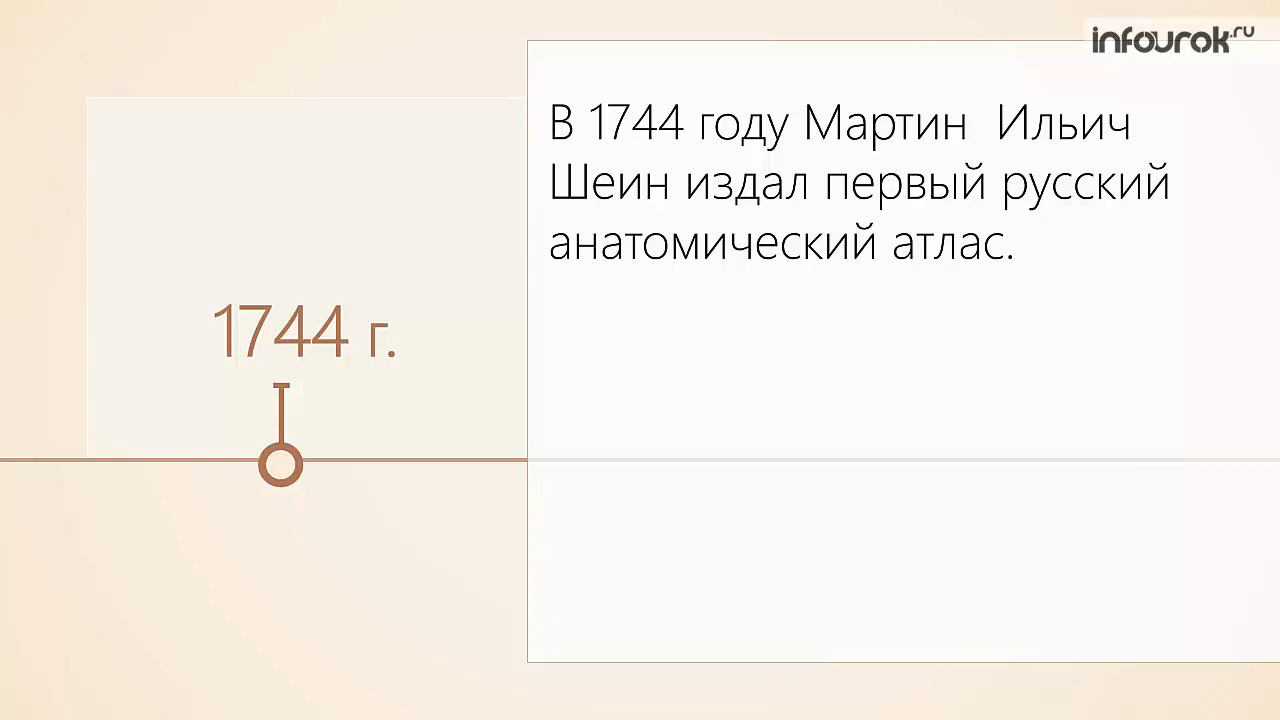 infourok.ru
В 1744 году Мартин Ильич
Шеин издал первый русский
анатомический атлас.
1744 г.